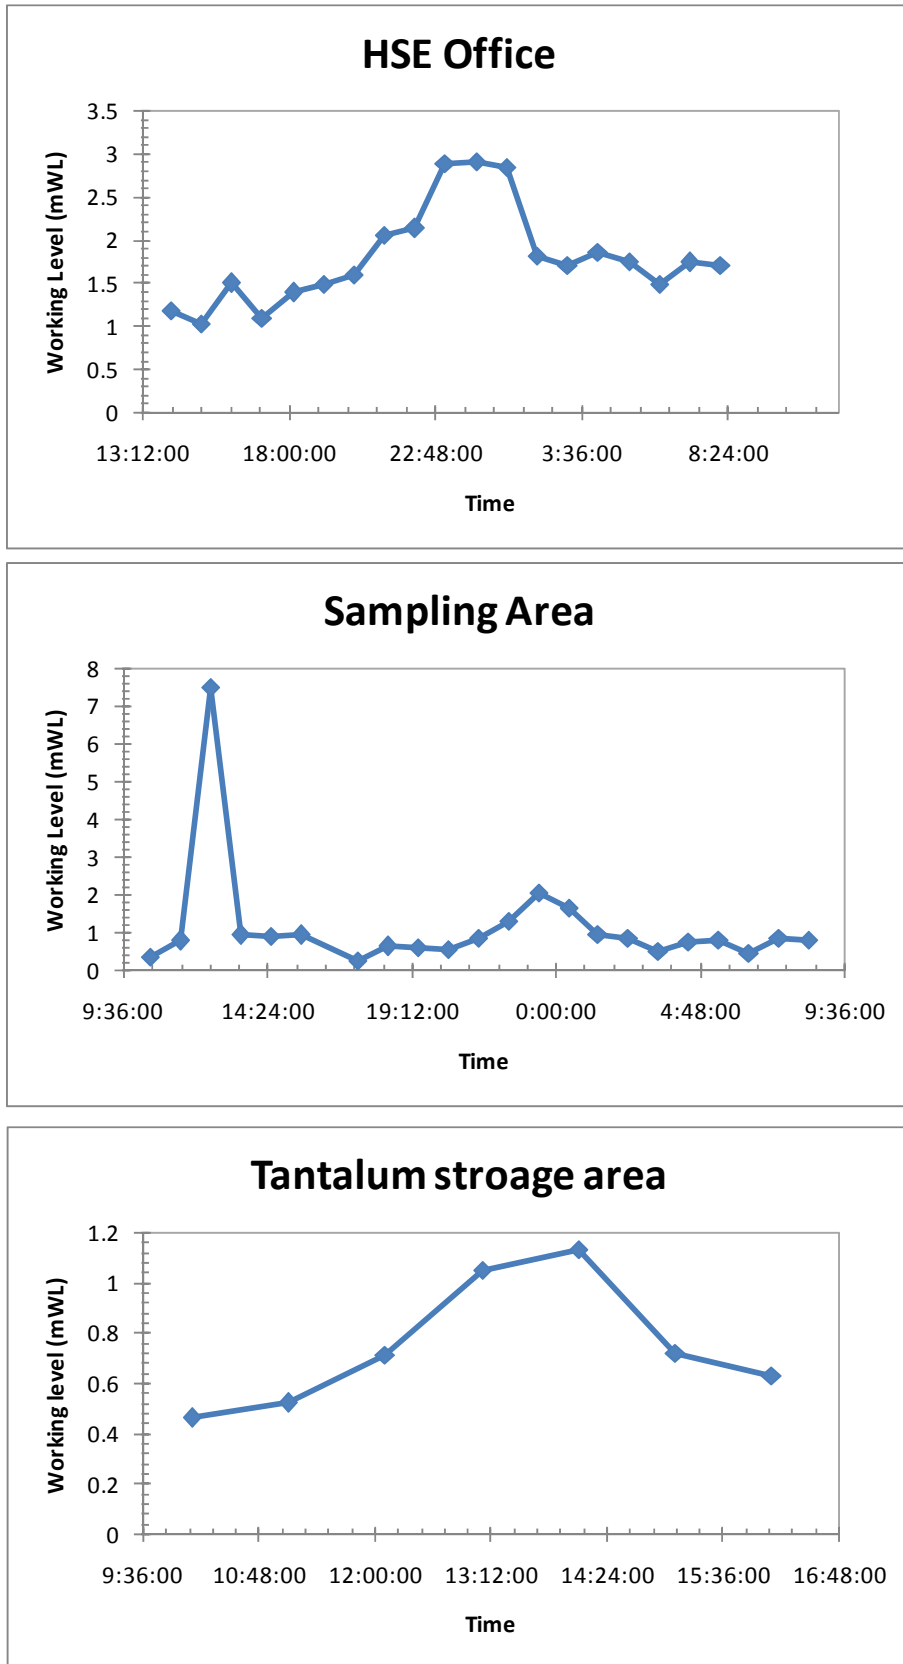 HSE Office
3.5
3
2.5
2
1.5
1
0.5
0
Working Level (mWL)
13:12:00 18:00:00 22:48:00 3:36:00 8:24:00
Time
Sampling Area
8
7
6
5
4
3
2
1
0
Working Level (mWL)
9:36:00 14:24:00 19:12:00 0:00:00 4:48:00 9:36:00
Time
Tantalum stroage area
1.2
1
0.8
0.6
0.4
0.2
0
Working level (mWL)
9:36:00 10:48:00 12:00:00 13:12:00 14:24:00 15:36:00 16:48:00
Time